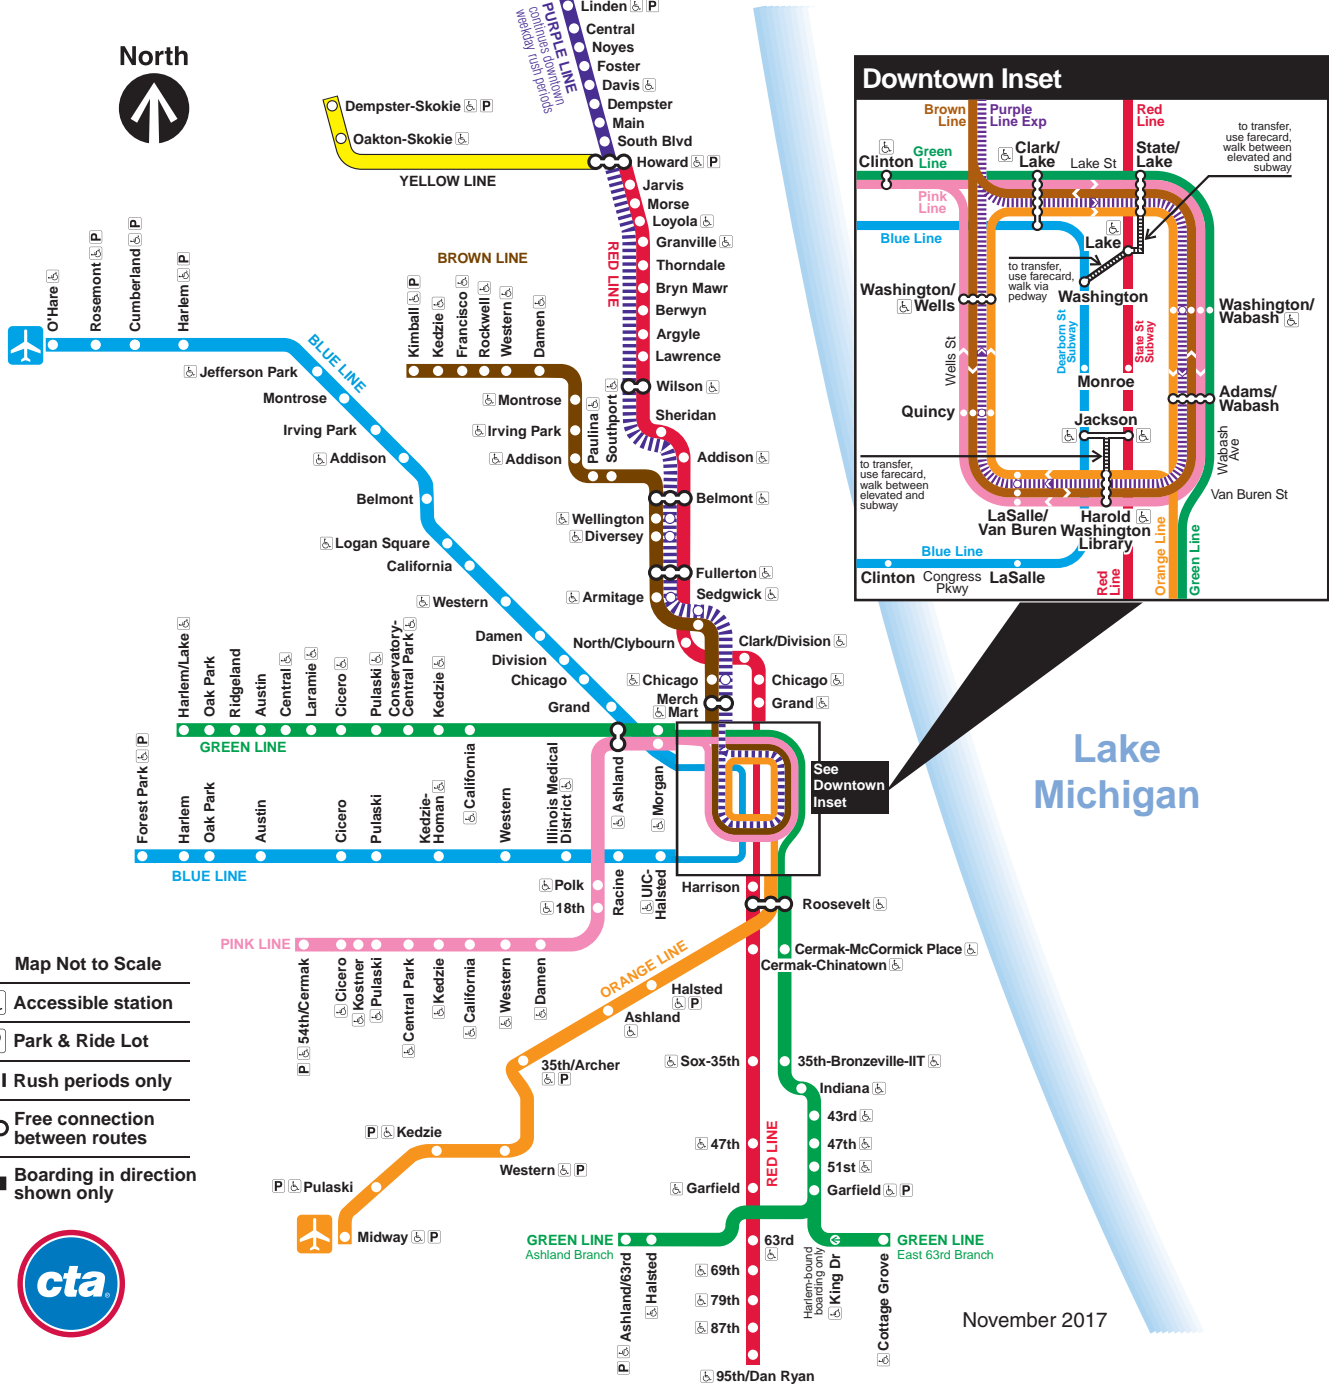 North
PURPLE LINE
continues downtown
weekday rush periods
Linden P
Central
Noyes
Foster
Davis
Dempster
Main
South Blvd
Howard P
Dempster-Skokie P
Oakton-Skokie
YELLOW LINE
Jarvis
Morse
Loyola
Granville
Thorndale
Bryn Mawr
Berwyn
Argyle
Lawrence
Wilson
Sheridan
Addison
Belmont
Fullerton
RED LINE
BROWN LINE
Kimball P
Kedzie
Francisco
Rockwell
Western
Damen
Montrose
Irving Park
Addison
Paulina
Southport
Wellington
Diversey
Armitage
Sedgwick
North/Clybourn
Clark/Division
Chicago
Chicago
Merch
Mart
Grand
O'Hare
Rosemont P
Cumberland P
Harlem P
BLUE LINE
Jefferson Park
Montrose
Irving Park
Addison
Belmont
Logan Square
California
Western
Damen
Division
Chicago
Grand
Harlem/Lake
Oak Park
Ridgeland
Austin
Central
Laramie
Cicero
Pulaski
Conservatory-
Central Park
Kedzie
California
Ashland
Morgan
GREEN LINE
Forest Park P
Harlem
Oak Park
Austin
Cicero
Pulaski
Kedzie-
Homan
Western
Illinois Medical
District
Racine
UIC-
Halsted
BLUE LINE
See
Downtown
Inset
Polk
18th
PINK LINE
P 54th/Cermak
Cicero
Kostner
Pulaski
Central Park
Kedzie
California
Western
Damen
Harrison
Roosevelt
Cermak-McCormick Place
Cermak-Chinatown
ORANGE LINE
Halsted
P
Ashland
35th/Archer
P
P Kedzie
Western P
P Pulaski
Midway P
Sox-35th
35th-Bronzeville-IIT
Indiana
43rd
47th
47th
51st
Garfield
Garfield P
RED LINE
GREEN LINE
Ashland Branch
P Ashland/63rd
Halsted
63rd
69th
79th
87th
95th/Dan Ryan
Harlem-bound
boarding only
King Dr
Cottage Grove
GREEN LINE
East 63rd Branch
Map Not to Scale
Accessible station
Park & Ride Lot
Rush periods only
Free connection
between routes
Boarding in direction
shown only
cta®
November 2017
Lake
Michigan
Downtown Inset
Brown
Line
Purple
Line Exp
Red
Line
Clinton
Green
Line
Clark/
Lake
Lake St
State/
Lake
to transfer,
use farecard,
walk between
elevated and
subway
Pink
Line
Blue Line
Lake
to transfer,
use farecard,
walk via
pedway
Washington
Washington/
Wells
Washington/
Wabash
Wells St
Dearborn St
Subway
State St
Subway
Monroe
Quincy
Adams/
Wabash
Jackson
Wabash
Ave
to transfer,
use farecard,
walk between
elevated and
subway
Van Buren St
LaSalle/
Van Buren
Harold
Washington
Library
Blue Line
Clinton
Congress
Pkwy
LaSalle
Red
Line
Orange Line
Green Line